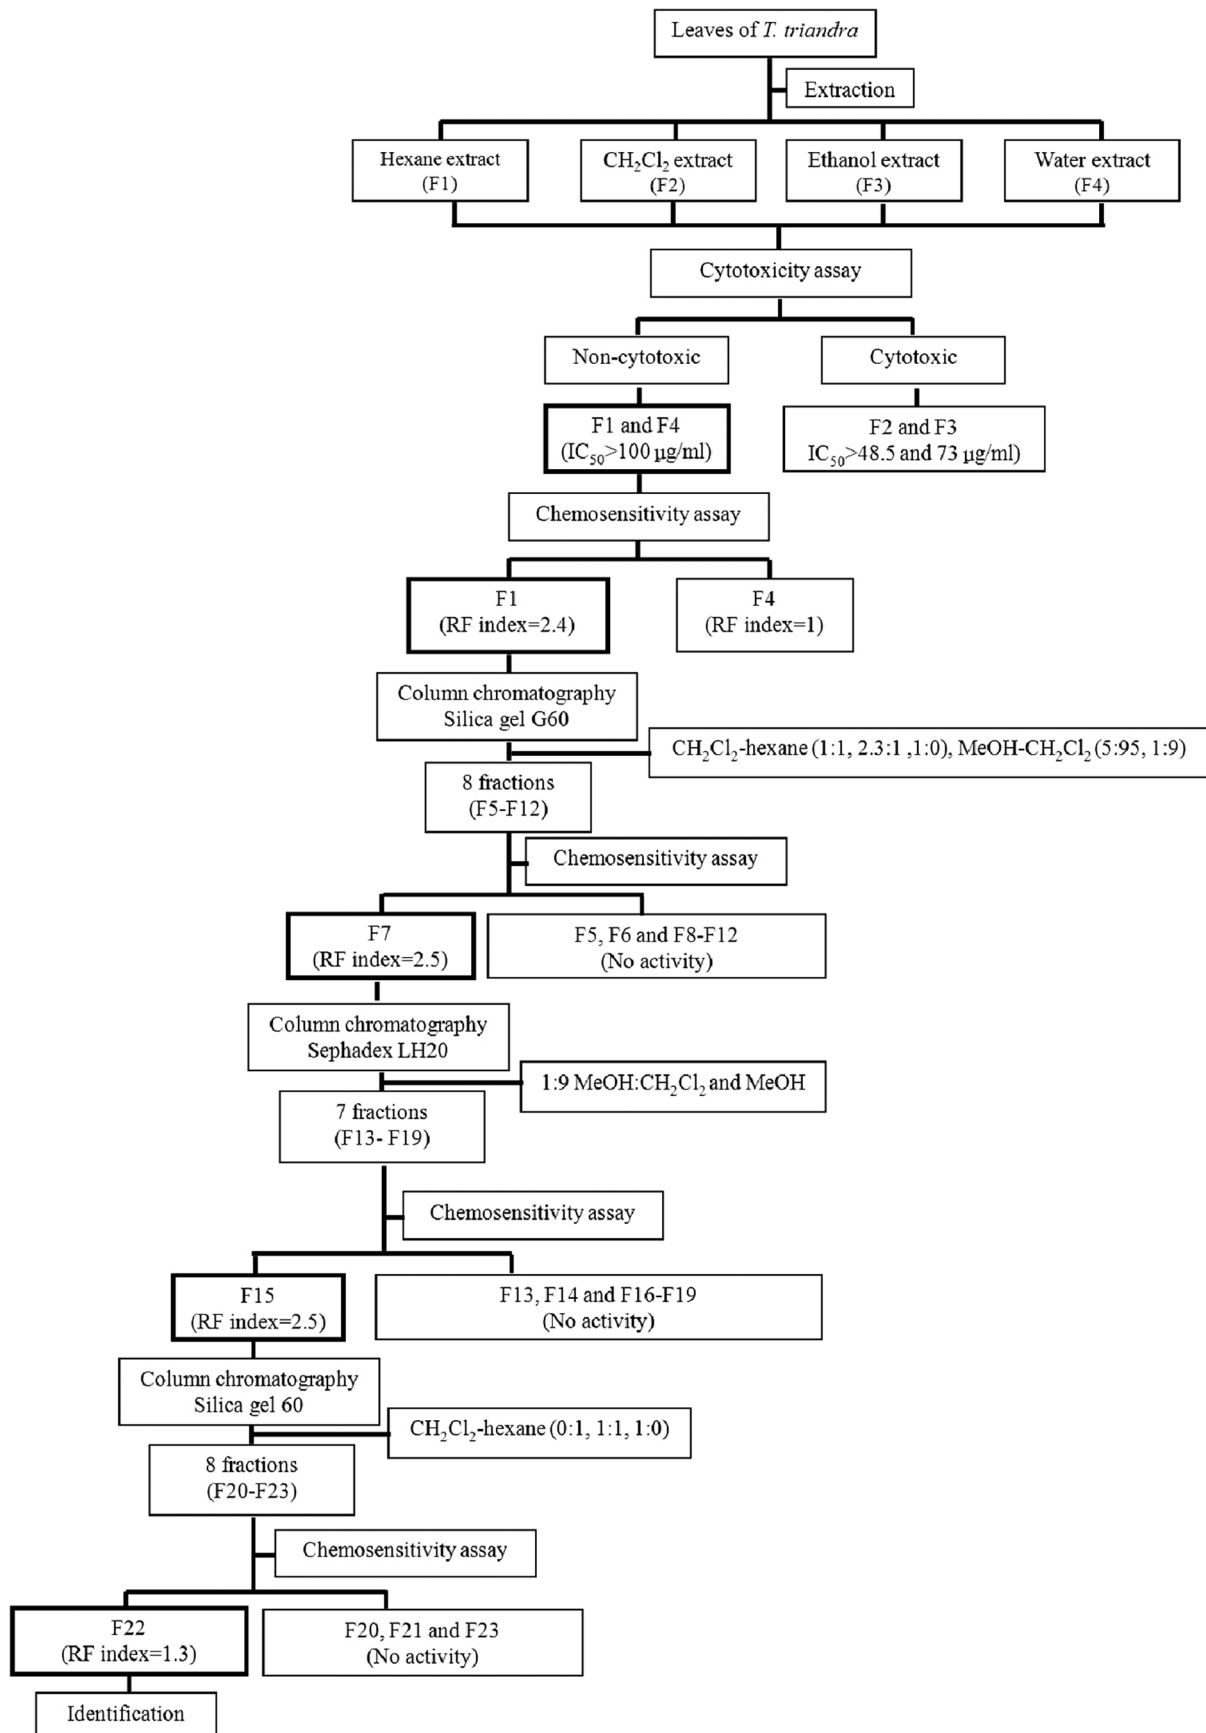 Leaves of T. triandra
Extraction
Hexane extract
(F1)
CH₂Cl₂ extract
(F2)
Ethanol extract
(F3)
Water extract
(F4)
Cytotoxicity assay
Non-cytotoxic
Cytotoxic
F1 and F4
(IC₅₀>100 µg/ml)
F2 and F3
IC₅₀>48.5 and 73 µg/ml)
Chemosensitivity assay
F1
(RF index=2.4)
F4
(RF index=1)
Column chromatography
Silica gel G60
CH₂Cl₂-hexane (1:1, 2.3:1 ,1:0), MeOH-CH₂Cl₂ (5:95, 1:9)
8 fractions
(F5-F12)
Chemosensitivity assay
F7
(RF index=2.5)
F5, F6 and F8-F12
(No activity)
Column chromatography
Sephadex LH20
1:9 MeOH:CH₂Cl₂ and MeOH
7 fractions
(F13- F19)
Chemosensitivity assay
F15
(RF index=2.5)
F13, F14 and F16-F19
(No activity)
Column chromatography
Silica gel 60
CH₂Cl₂-hexane (0:1, 1:1, 1:0)
8 fractions
(F20-F23)
Chemosensitivity assay
F22
(RF index=1.3)
F20, F21 and F23
(No activity)
Identification